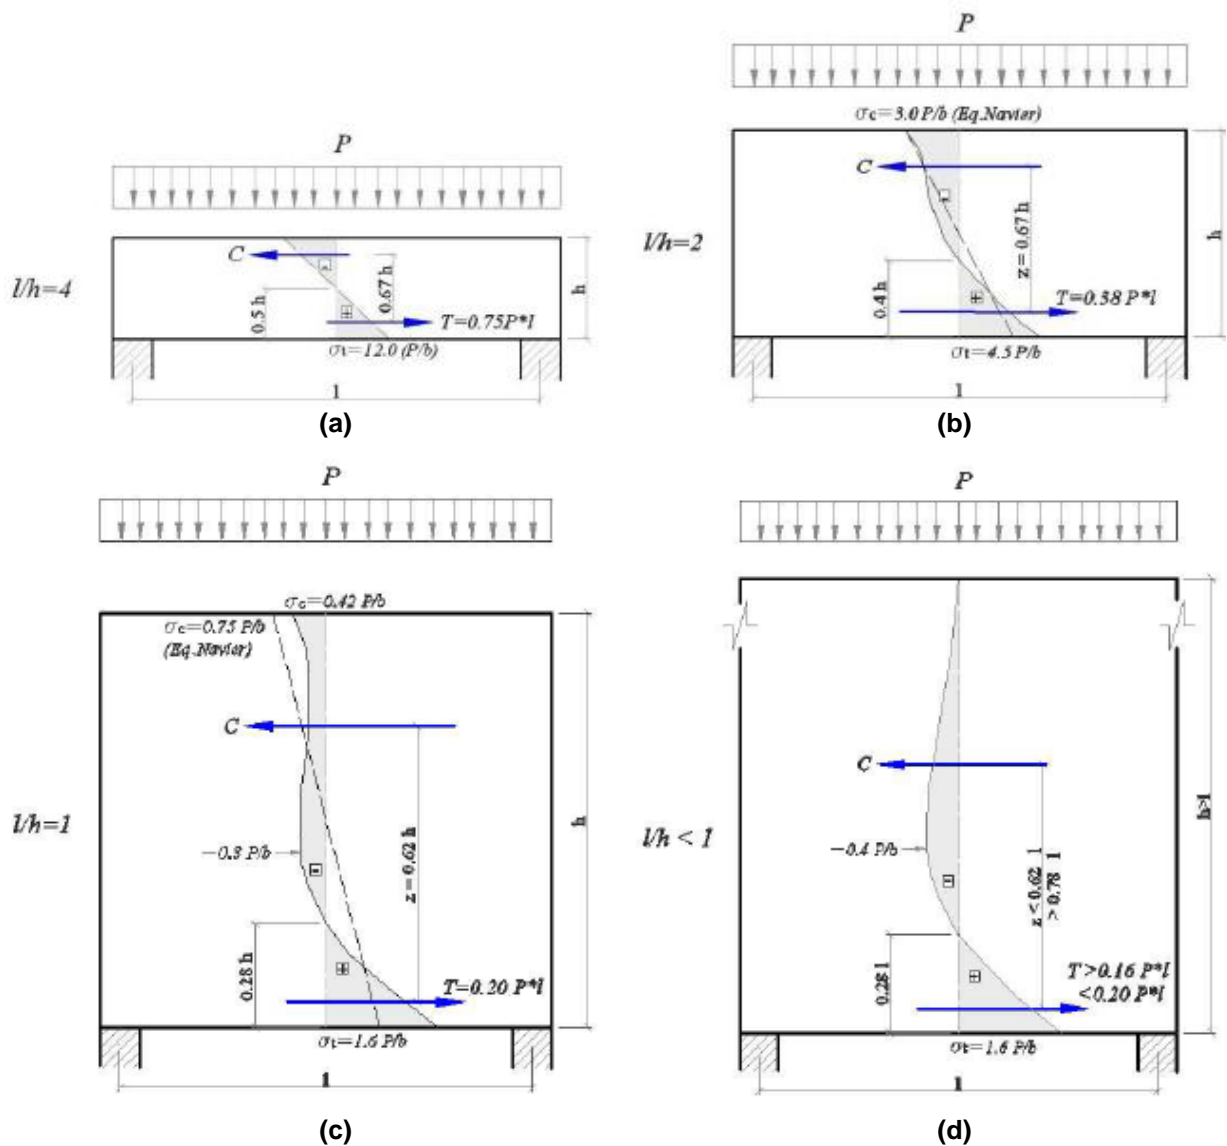 P
l/h=4
C
0.5 h
0.67 h
h
T=0.75P*l
σt=12.0 (P/b)
l
(a)
P
σc=3.0 P/b (Eq.Navier)
l/h=2
C
z = 0.67 h
h
0.4 h
T=0.38 P*l
σt=4.5 P/b
l
(b)
P
σc=0.42 P/b
σc=0.75 P/b
(Eq.Navier)
C
l/h=1
z = 0.62 h
h
0.28 h
T=0.20 P*l
σt=1.6 P/b
l
(c)
P
C
l/h < 1
−0.4 P/b
z < 0.62 l
> 0.78 l
h>l
0.28 l
T>0.16 P*l
<0.20 P*l
σt=1.6 P/b
l
(d)